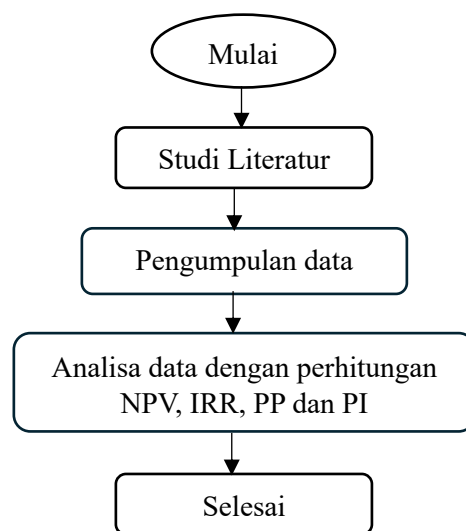 Mulai
Studi Literatur
Pengumpulan data
Analisa data dengan perhitungan
NPV, IRR, PP dan PI
Selesai